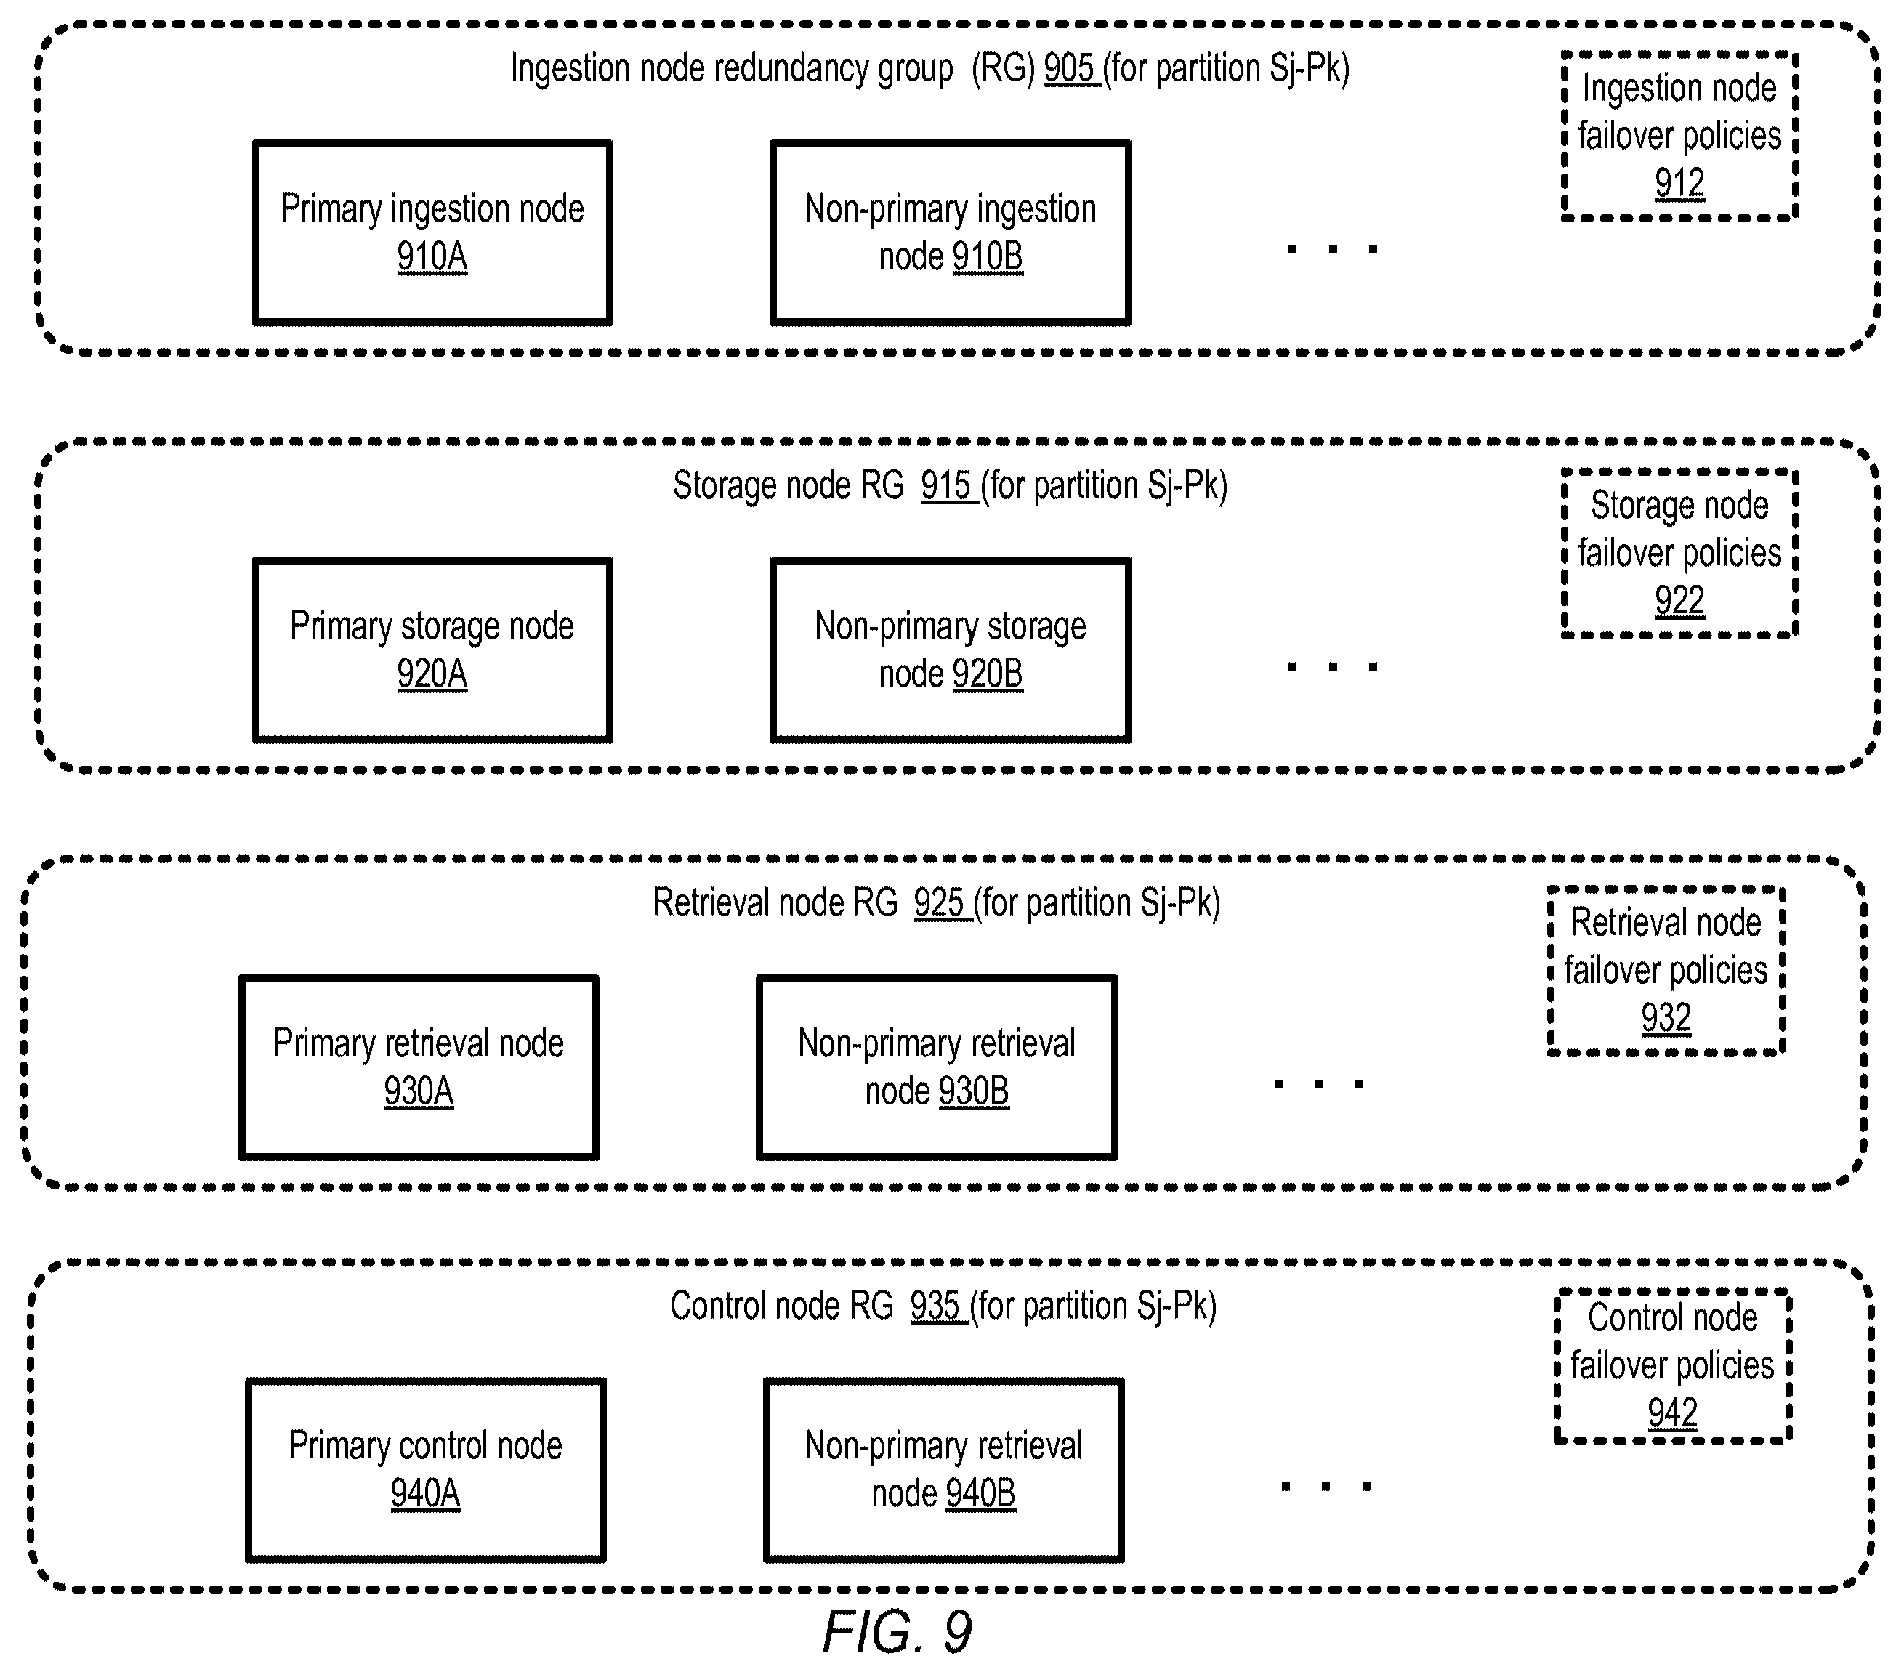 Ingestion node redundancy group (RG) 905 (for partition Sj-Pk)
Ingestion node
failover policies
912
Primary ingestion node
910A
Non-primary ingestion
node 910B
. . .
Storage node RG 915 (for partition Sj-Pk)
Storage node
failover policies
922
Primary storage node
920A
Non-primary storage
node 920B
. . .
Retrieval node RG 925 (for partition Sj-Pk)
Retrieval node
failover policies
932
Primary retrieval node
930A
Non-primary retrieval
node 930B
. . .
Control node RG 935 (for partition Sj-Pk)
Control node
failover policies
942
Primary control node
940A
Non-primary retrieval
node 940B
. . .
FIG. 9